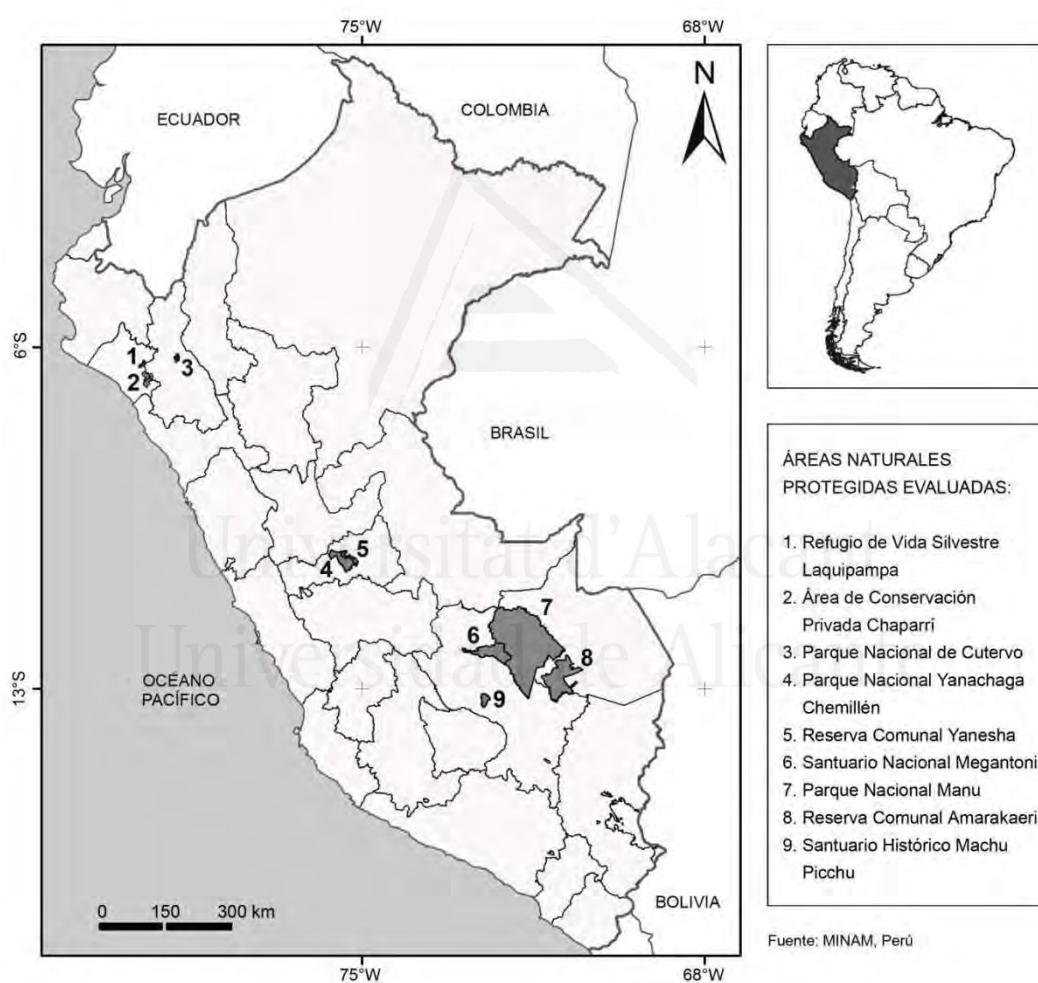 75°W
68°W
ECUADOR
COLOMBIA
N
6°S
1
2
3
BRASIL
4
5
6
7
8
9
13°S
OCÉANO
PACÍFICO
0 150 300 km
BOLIVIA
75°W
68°W
ÁREAS NATURALES
PROTEGIDAS EVALUADAS:
1. Refugio de Vida Silvestre
Laquipampa
2. Área de Conservación
Privada Chaparrí
3. Parque Nacional de Cutervo
4. Parque Nacional Yanachaga
Chemillén
5. Reserva Comunal Yanesha
6. Santuario Nacional Megantoni
7. Parque Nacional Manu
8. Reserva Comunal Amarakaeri
9. Santuario Histórico Machu
Picchu
Fuente: MINAM, Perú
Universitat d'Alacant
Universidad de Alicante